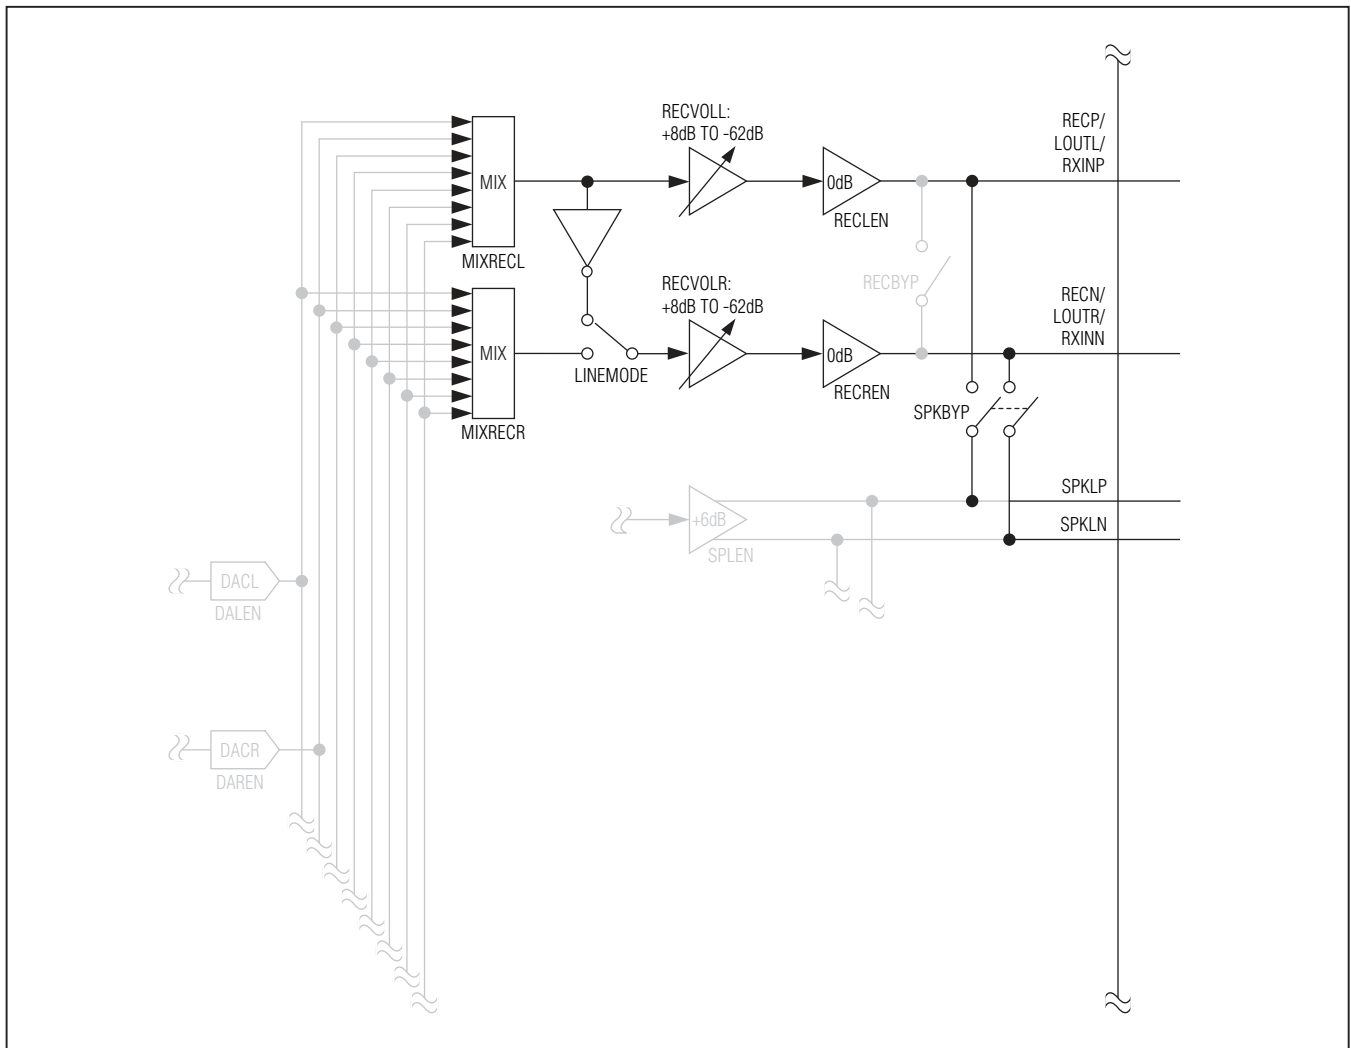 RECVOLL:
+8dB TO -62dB
RECP/
LOUTL/
RXINP
MIX
0dB
RECLEN
MIXRECL
RECBYP
RECVOLR:
+8dB TO -62dB
RECN/
LOUTR/
RXINN
MIX
0dB
LINEMODE
RECREN
MIXRECR
SPKBYP
SPKLP
+6dB
SPKLN
SPLEN
DACL
DALEN
DACR
DAREN